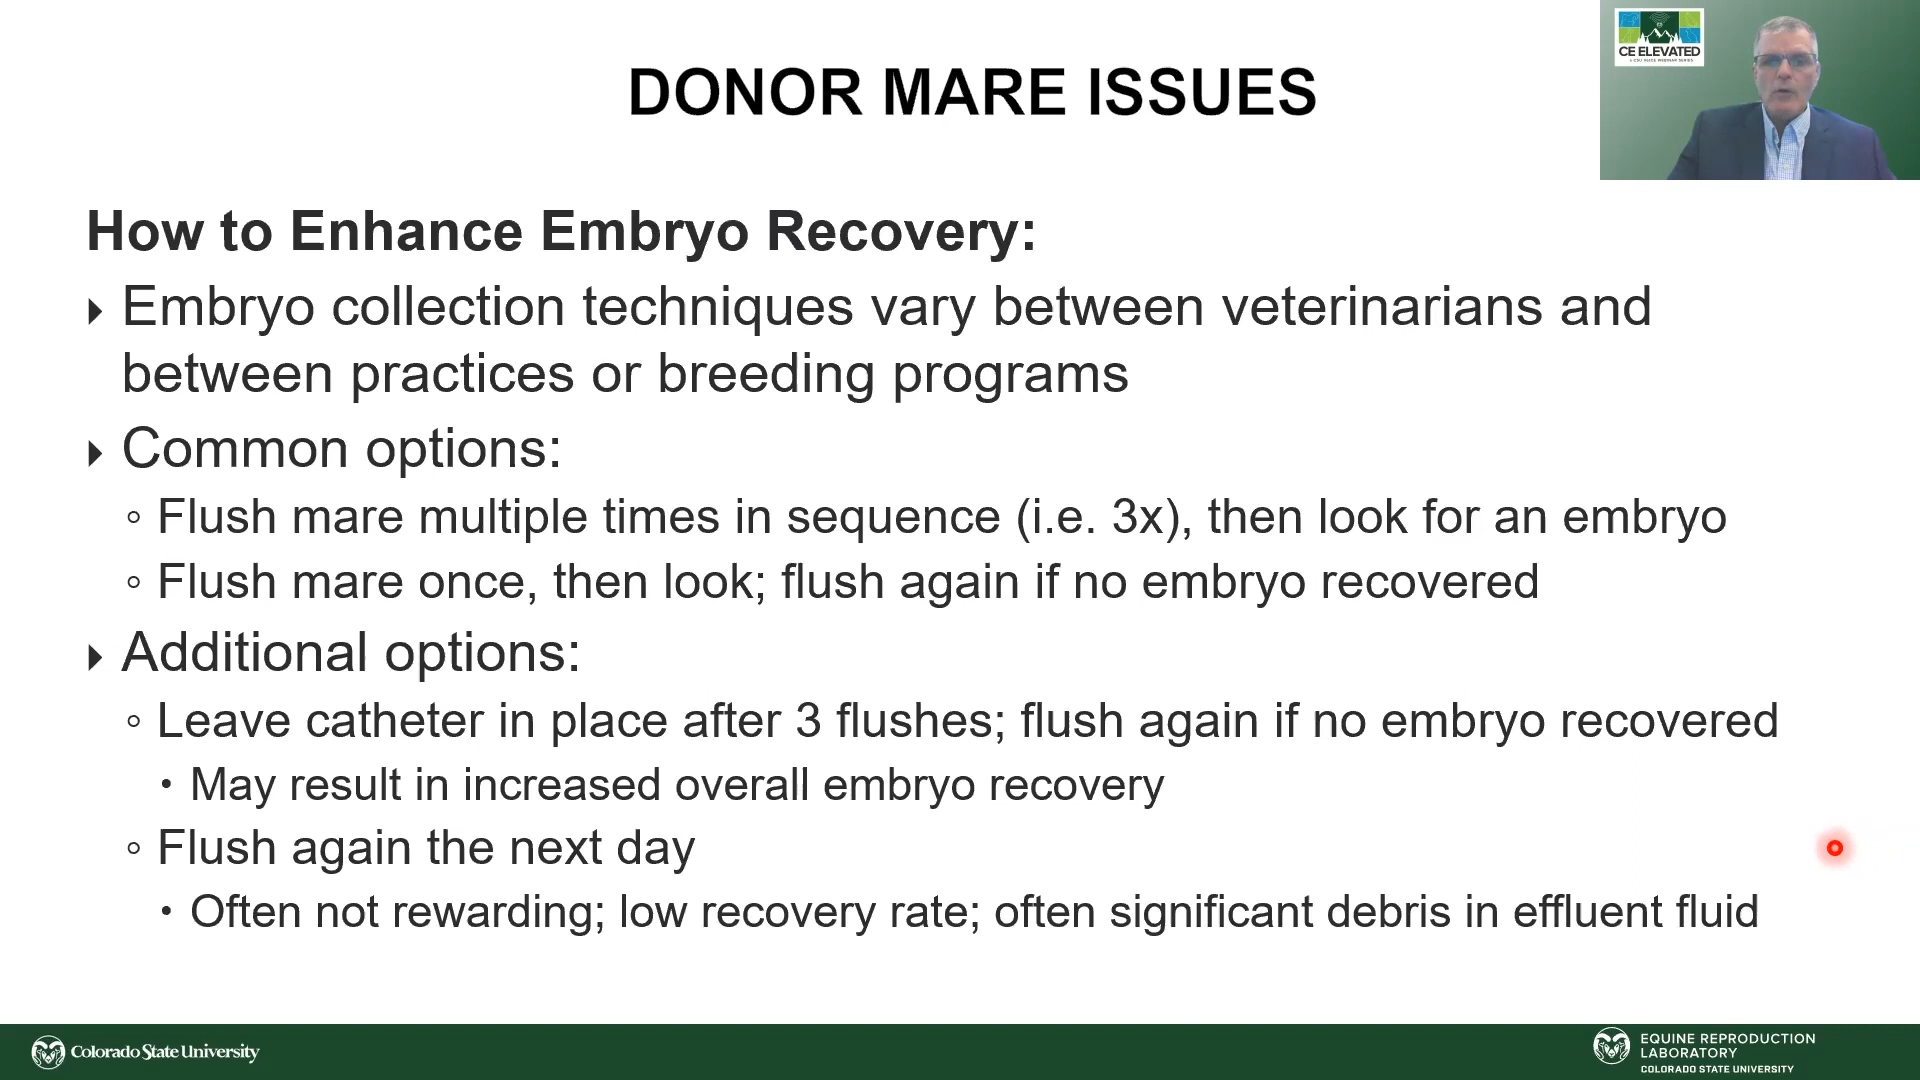 DONOR MARE ISSUES
CE ELEVATED
How to Enhance Embryo Recovery:
Embryo collection techniques vary between veterinarians and
between practices or breeding programs
Common options:
Flush mare multiple times in sequence (i.e. 3x), then look for an embryo
Flush mare once, then look; flush again if no embryo recovered
Additional options:
Leave catheter in place after 3 flushes; flush again if no embryo recovered
May result in increased overall embryo recovery
Flush again the next day
Often not rewarding; low recovery rate; often significant debris in effluent fluid
Colorado State University
EQUINE REPRODUCTION
LABORATORY
COLORADO STATE UNIVERSITY